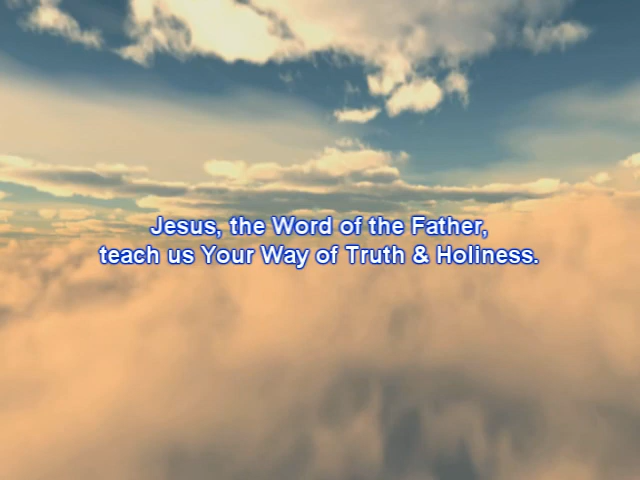 Jesus, the Word of the Father,
teach us Your Way of Truth & Holiness.